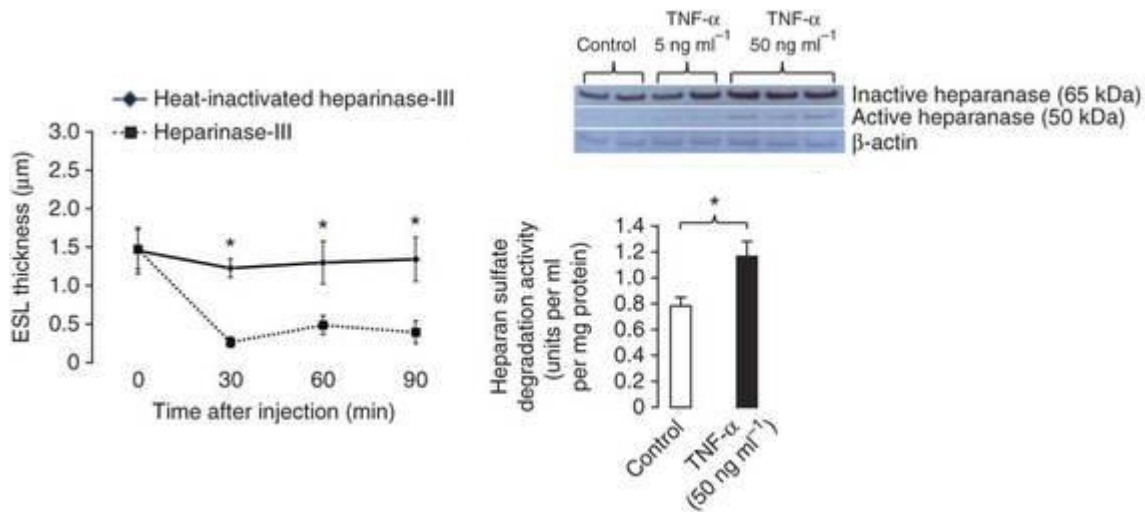 Heat-inactivated heparinase-III
Heparinase-III
3.0
2.5
2.0
1.5
1.0
0.5
0
ESL thickness (μm)
*
*
*
0
30
60
90
Time after injection (min)
Control
TNF-α
5 ng ml⁻¹
TNF-α
50 ng ml⁻¹
Inactive heparanase (65 kDa)
Active heparanase (50 kDa)
β-actin
Heparan sulfate
degradation activity
(units per ml
per mg protein)
1.4
1.2
1.0
0.8
0.6
0.4
0.2
0
*
Control
TNF-α
(50 ng ml⁻¹)